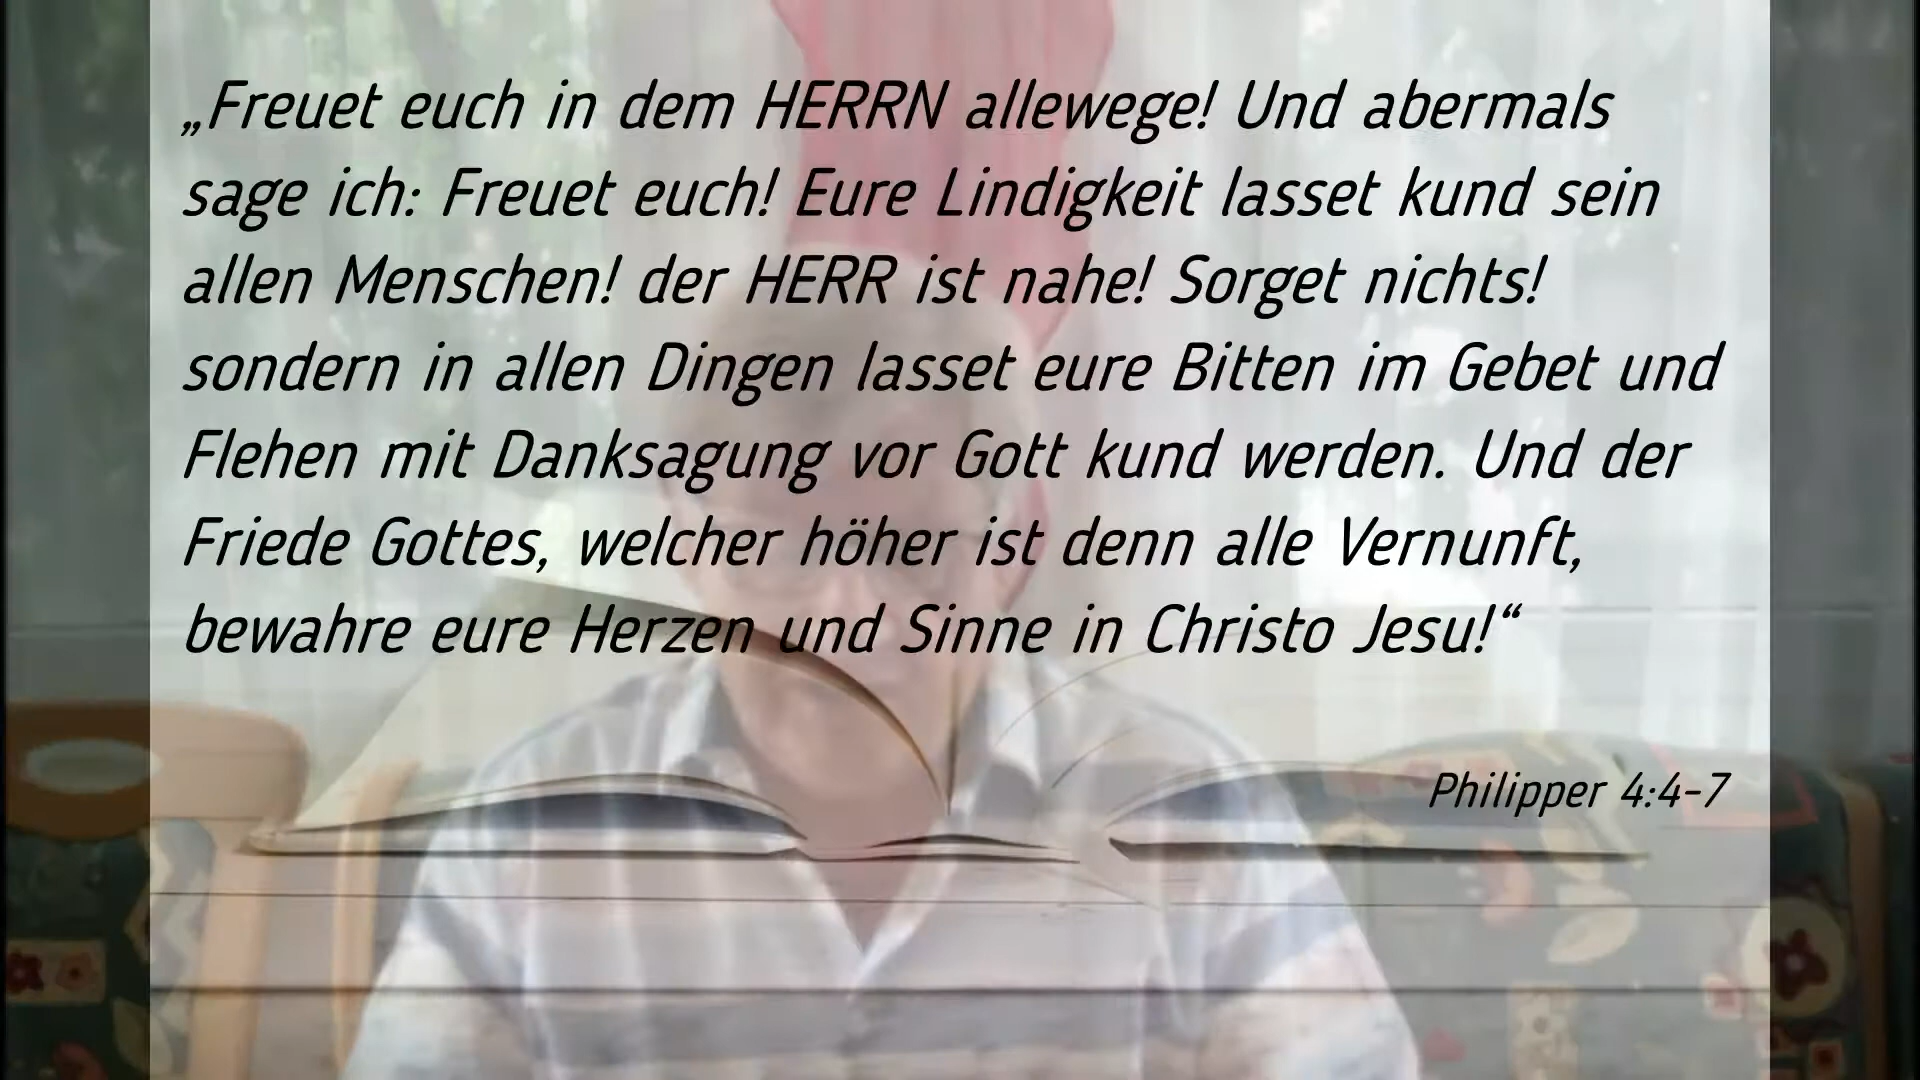 „Freuet euch in dem HERRN allewege! Und abermals
sage ich: Freuet euch! Eure Lindigkeit lasset kund sein
allen Menschen! der HERR ist nahe! Sorget nichts!
sondern in allen Dingen lasset eure Bitten im Gebet und
Flehen mit Danksagung vor Gott kund werden. Und der
Friede Gottes, welcher höher ist denn alle Vernunft,
bewahre eure Herzen und Sinne in Christo Jesu!“
Philipper 4:4-7